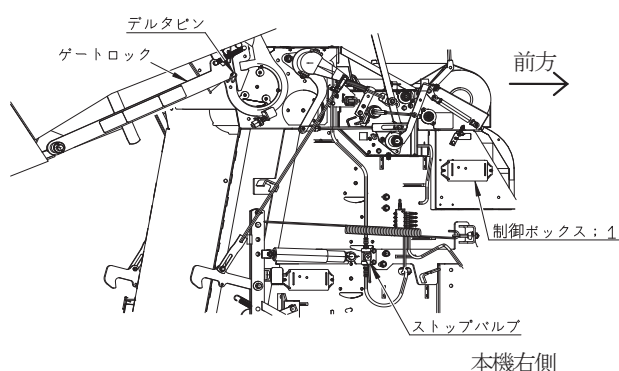 デルタピン
ゲートロック
前方
制御ボックス；1
ストップバルブ
本機右側